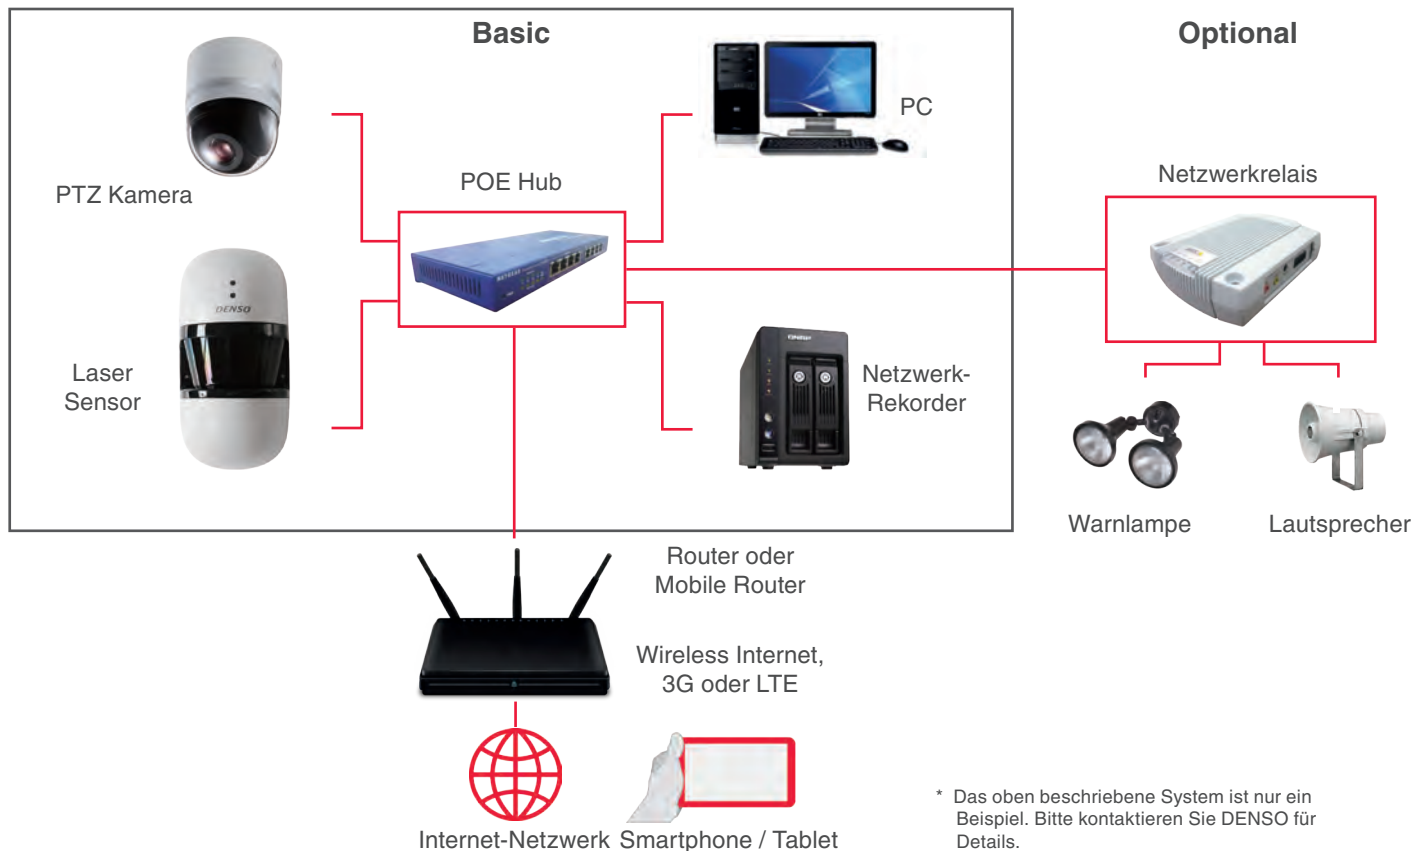 Basic
Optional
PC
PTZ Kamera
POE Hub
Netzwerkrelais
NETGEAR
DENSO
Laser
Sensor
Netzwerk-
Rekorder
Warnlampe
Lautsprecher
Router oder
Mobile Router
Wireless Internet,
3G oder LTE
Internet-Netzwerk
Smartphone / Tablet
* Das oben beschriebene System ist nur ein
Beispiel. Bitte kontaktieren Sie DENSO für
Details.